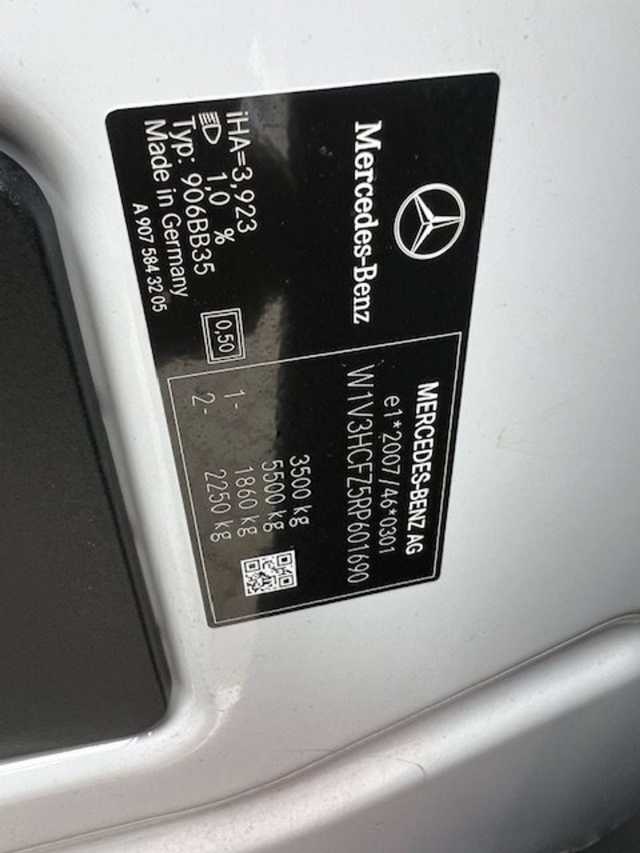 Mercedes-Benz
iHA=3,923
1,0 %
Typ: 906BB35
Made in Germany
A 907 584 32 05
0,50
MERCEDES-BENZ AG
e1*2007/46*0301
W1V3HCFZ5RP601690
3500 kg
5500 kg
1- 1860 kg
2- 2250 kg